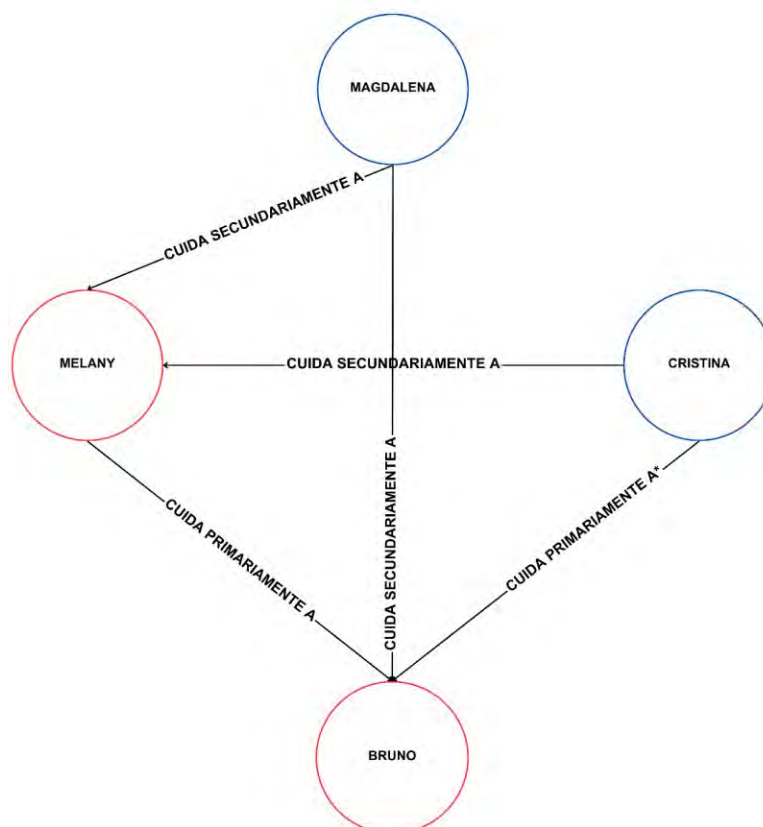 MAGDALENA
CUIDA SECUNDARIAMENTE A
MELANY
CUIDA SECUNDARIAMENTE A
CRISTINA
CUIDA PRIMARIAMENTE A
CUIDA SECUNDARIAMENTE A
CUIDA PRIMARIAMENTE A*
BRUNO